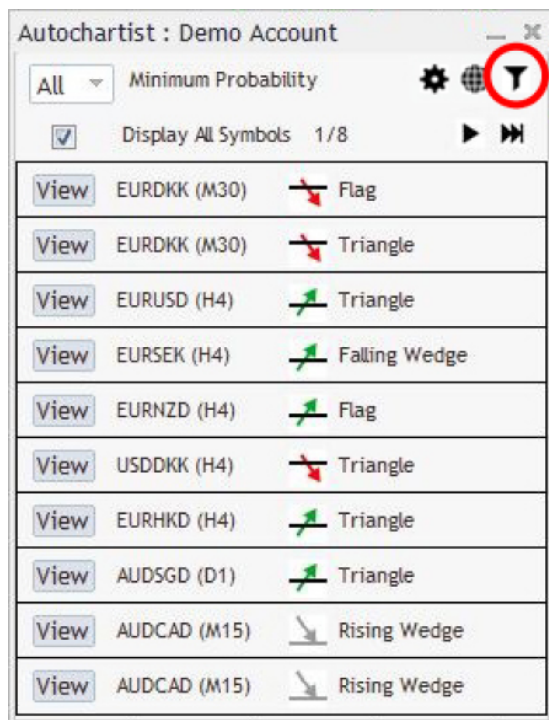 Autochartist : Demo Account
All Minimum Probability
Display All Symbols 1/8
View EURDKK (M30) Flag
View EURDKK (M30) Triangle
View EURUSD (H4) Triangle
View EURSEK (H4) Falling Wedge
View EURNZD (H4) Flag
View USDDKK (H4) Triangle
View EURHKD (H4) Triangle
View AUDSGD (D1) Triangle
View AUDCAD (M15) Rising Wedge
View AUDCAD (M15) Rising Wedge